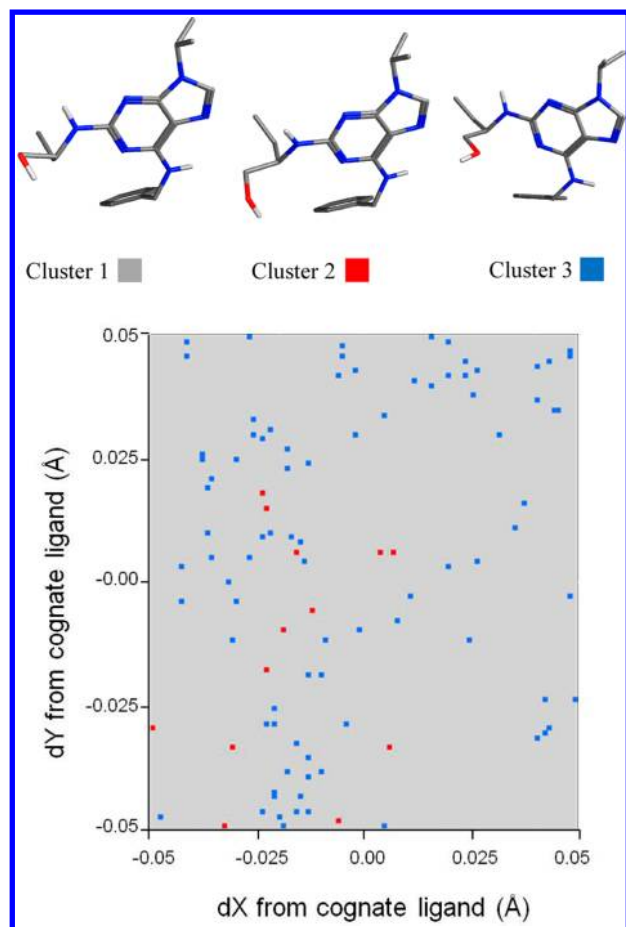 Cluster 1
Cluster 2
Cluster 3
0.05
0.025
-0.00
-0.025
-0.05
dY from cognate ligand (Å)
-0.05
-0.025
0.00
0.025
0.05
dX from cognate ligand (Å)